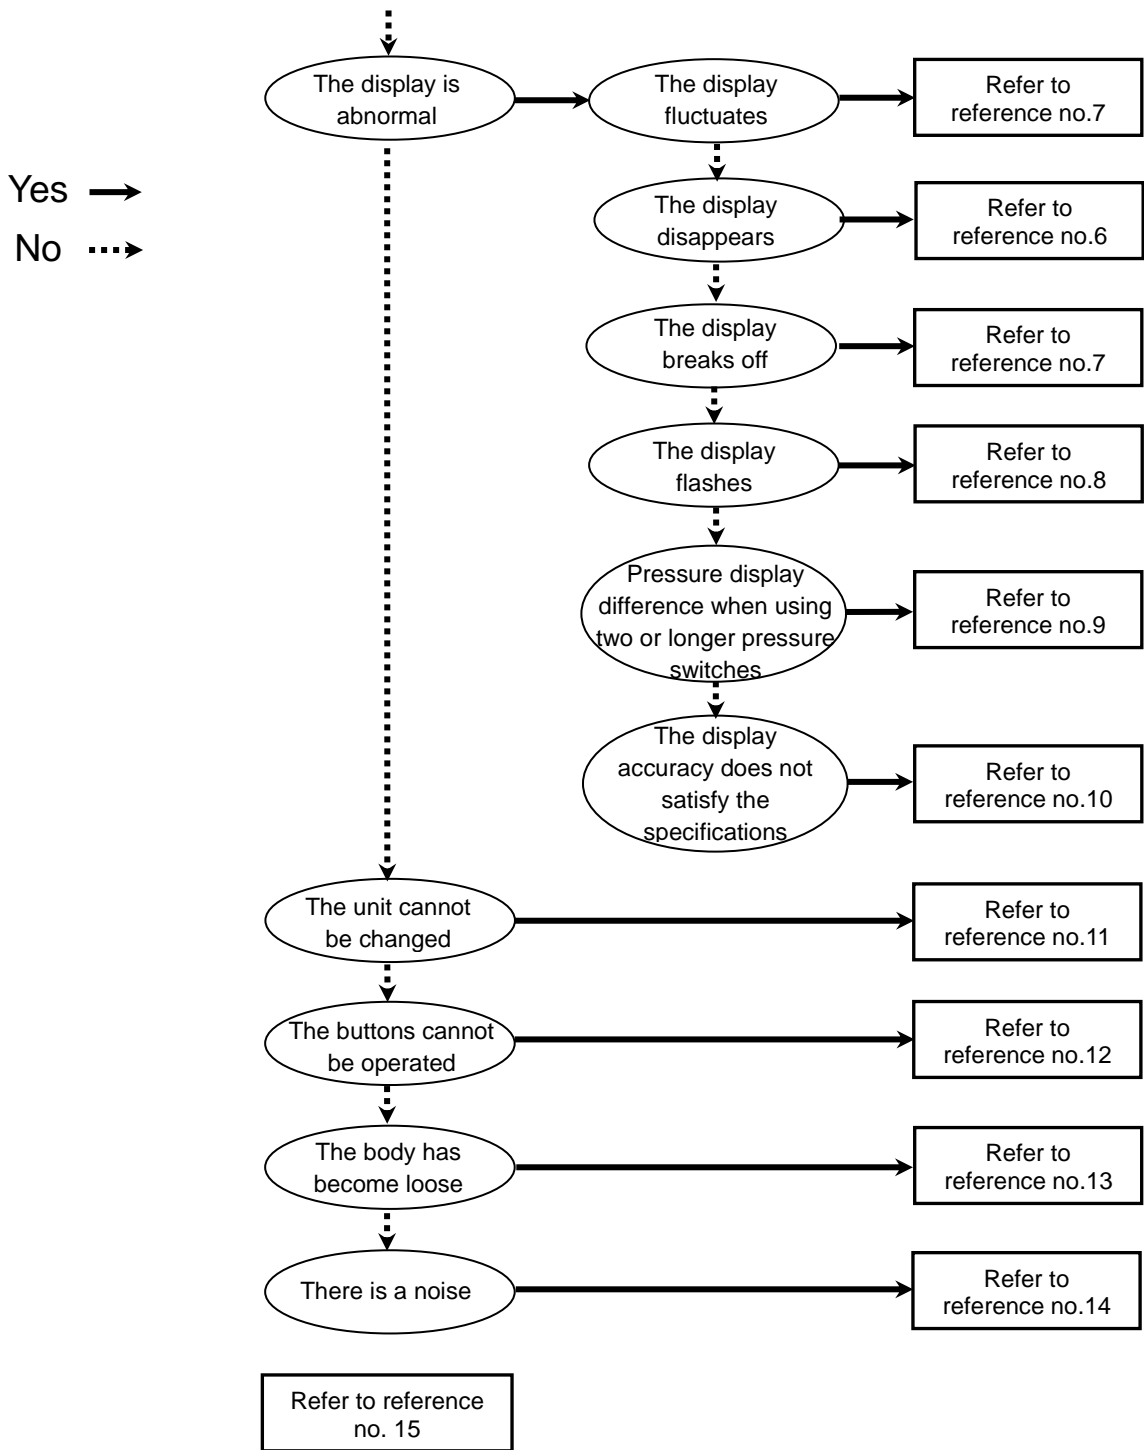 The display is
abnormal
The display
fluctuates
Refer to
reference no.7
Yes
No
The display
disappears
Refer to
reference no.6
The display
breaks off
Refer to
reference no.7
The display
flashes
Refer to
reference no.8
Pressure display
difference when using
two or longer pressure
switches
Refer to
reference no.9
The display
accuracy does not
satisfy the
specifications
Refer to
reference no.10
The unit cannot
be changed
Refer to
reference no.11
The buttons cannot
be operated
Refer to
reference no.12
The body has
become loose
Refer to
reference no.13
There is a noise
Refer to
reference no.14
Refer to reference
no. 15